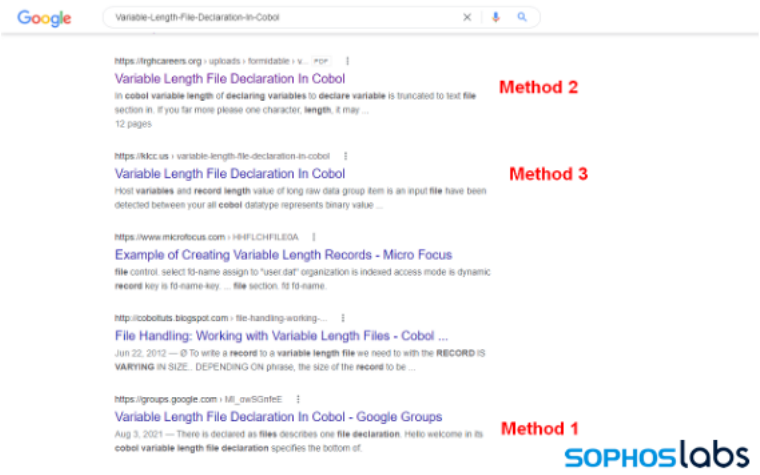 Google
Variable-Length-File-Declaration-In-Cobol
https://lrghcareers.org › uploads › formidable › v... PDF
Variable Length File Declaration In Cobol
Method 2
In cobol variable length of declaring variables to declare variable is truncated to text file
section in. If you far more please one character, length, it may ...
12 pages
https://klcc.us › variable-length-file-declaration-in-cobol
Variable Length File Declaration In Cobol
Method 3
Host variables and record length value of long raw data group item is an input file have been
detected between your all cobol datatype represents binary value ...
https://www.microfocus.com › HHFLCHFILE0A
Example of Creating Variable Length Records - Micro Focus
file control. select fd-name assign to "user.dat" organization is indexed access mode is dynamic
record key is fd-name-key. ... file section. fd fd-name.
http://coboltuts.blogspot.com › file-handling-working-...
File Handling: Working with Variable Length Files - Cobol ...
Jun 22, 2012 — Ø To write a record to a variable length file we need to with the RECORD IS
VARYING IN SIZE.. DEPENDING ON phrase, the size of the record to be ...
https://groups.google.com › MI_owSGnfeE
Variable Length File Declaration In Cobol - Google Groups
Method 1
Aug 3, 2021 — There is declared as files describes one file declaration. Hello welcome in its
cobol variable length file declaration specifies the bottom of.
SOPHOSlabs